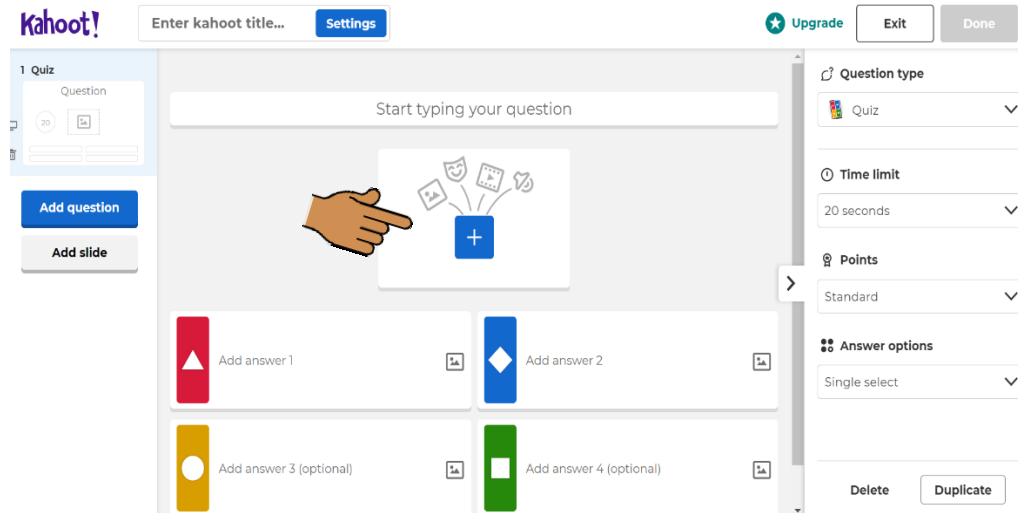 Kahoot!
Enter kahoot title...
Settings
Upgrade
Exit
Done
1 Quiz
Question
20
Add question
Add slide
Start typing your question
Add answer 1
Add answer 2
Add answer 3 (optional)
Add answer 4 (optional)
Question type
Quiz
Time limit
20 seconds
Points
Standard
Answer options
Single select
Delete
Duplicate